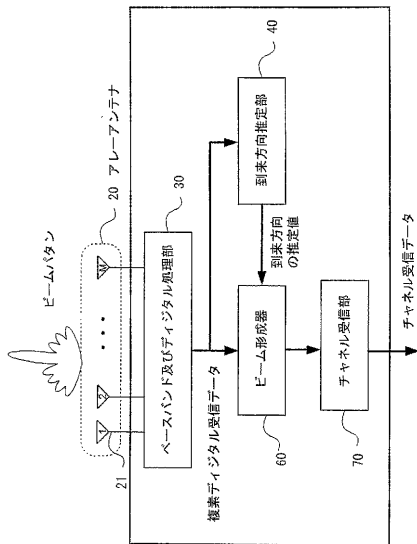 ビームパタン
20
アレーアンテナ
1
2
・・・
M
21
30
ベースバンド及びディジタル処理部
複素ディジタル受信データ
40
到来方向推定部
到来方向
の推定値
ビーム形成器
60
チャネル受信部
70
チャネル受信データ